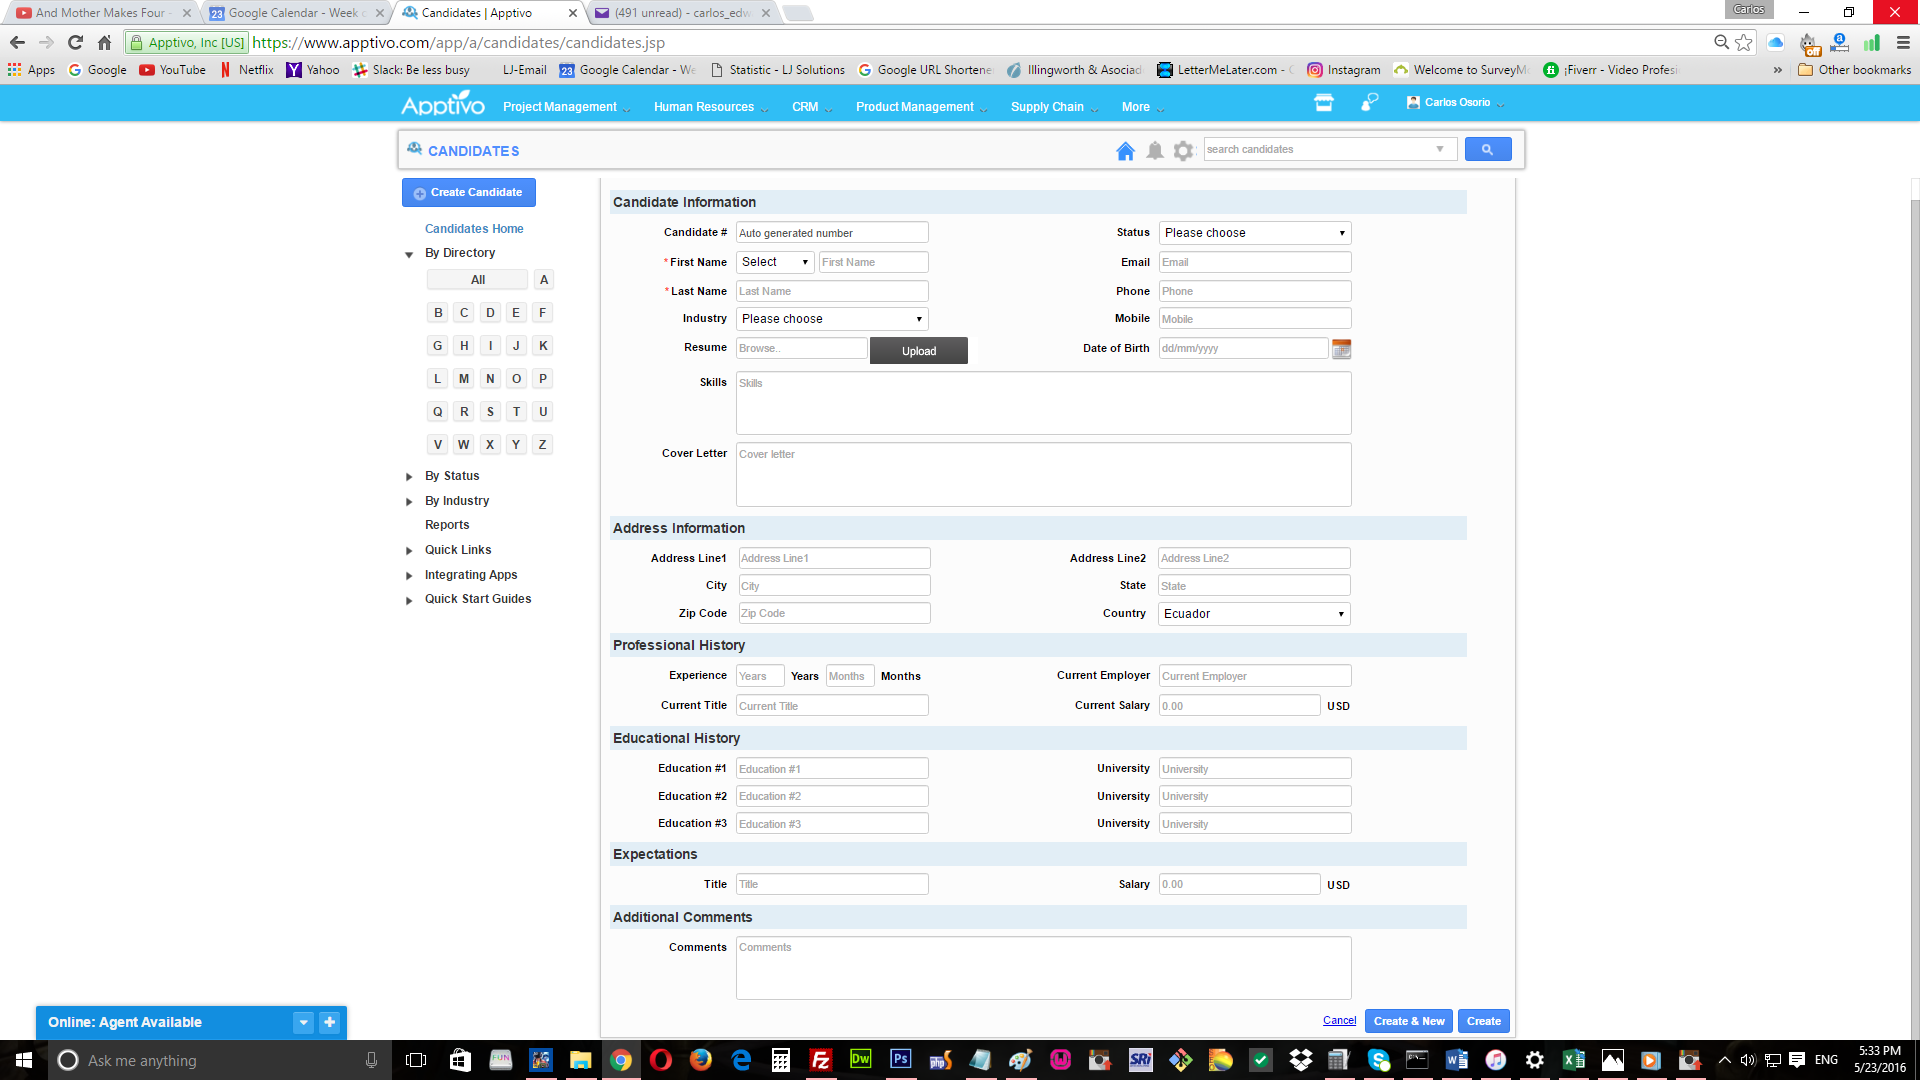 And Mother Makes Four -
Google Calendar - Week
Candidates | Apptivo
(491 unread) - carlos_edw
Carlos
Apptivo, Inc [US] https://www.apptivo.com/app/a/candidates/candidates.jsp
Apps Google YouTube Netflix Yahoo Slack: Be less busy LJ-Email Google Calendar - We Statistic - LJ Solutions Google URL Shortene Illingworth & Asociad LetterMeLater.com - Instagram Welcome to SurveyM ¡Fiverr - Video Profesi » Other bookmarks
Apptivo Project Management Human Resources CRM Product Management Supply Chain More Carlos Osorio
CANDIDATES search candidates
Create Candidate
Candidates Home
By Directory
All A
B C D E F
G H I J K
L M N O P
Q R S T U
V W X Y Z
By Status
By Industry
Reports
Quick Links
Integrating Apps
Quick Start Guides
Candidate Information
Candidate # Auto generated number Status Please choose
* First Name Select First Name Email Email
* Last Name Last Name Phone Phone
Industry Please choose Mobile Mobile
Resume Browse.. Upload Date of Birth dd/mm/yyyy
Skills Skills
Cover Letter Cover letter
Address Information
Address Line1 Address Line1 Address Line2 Address Line2
City City State State
Zip Code Zip Code Country Ecuador
Professional History
Experience Years Years Months Months Current Employer Current Employer
Current Title Current Title Current Salary 0.00 USD
Educational History
Education #1 Education #1 University University
Education #2 Education #2 University University
Education #3 Education #3 University University
Expectations
Title Title Salary 0.00 USD
Additional Comments
Comments Comments
Cancel Create & New Create
Online: Agent Available
Ask me anything
FUN
Dw
Ps
php
SRi
ENG
5:33 PM
5/23/2016